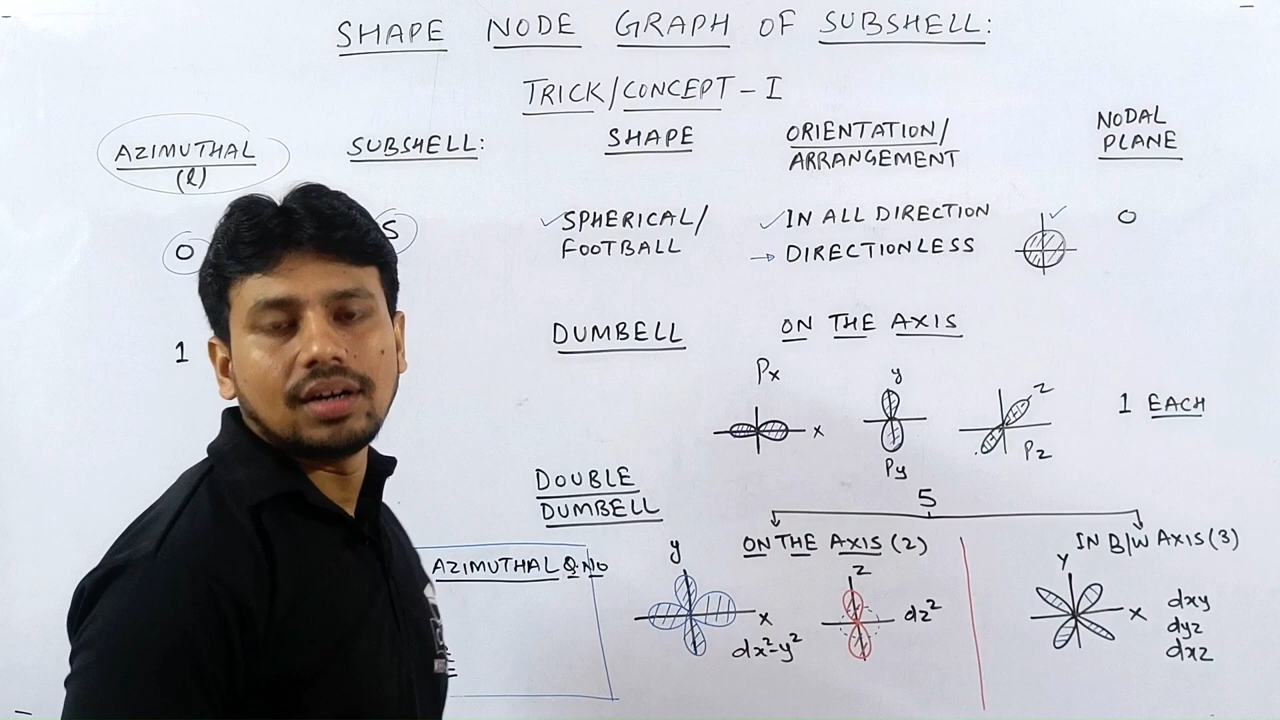 SHAPE NODE GRAPH OF SUBSHELL:
TRICK/CONCEPT - I
AZIMUTHAL
(l)
SUBSHELL:
SHAPE
ORIENTATION/
ARRANGEMENT
NODAL
PLANE
0
S
✓SPHERICAL/
FOOTBALL
✓IN ALL DIRECTION
→ DIRECTIONLESS
✓
0
1
DUMBELL
ON THE AXIS
Px
x
y
Py
z
Pz
1 EACH
DOUBLE
DUMBELL
5
ON THE AXIS (2)
IN B/W AXIS (3)
AZIMUTHAL Q.NO
y
x
dx²-y²
z
dz²
y
x
dxy
dyz
dxz